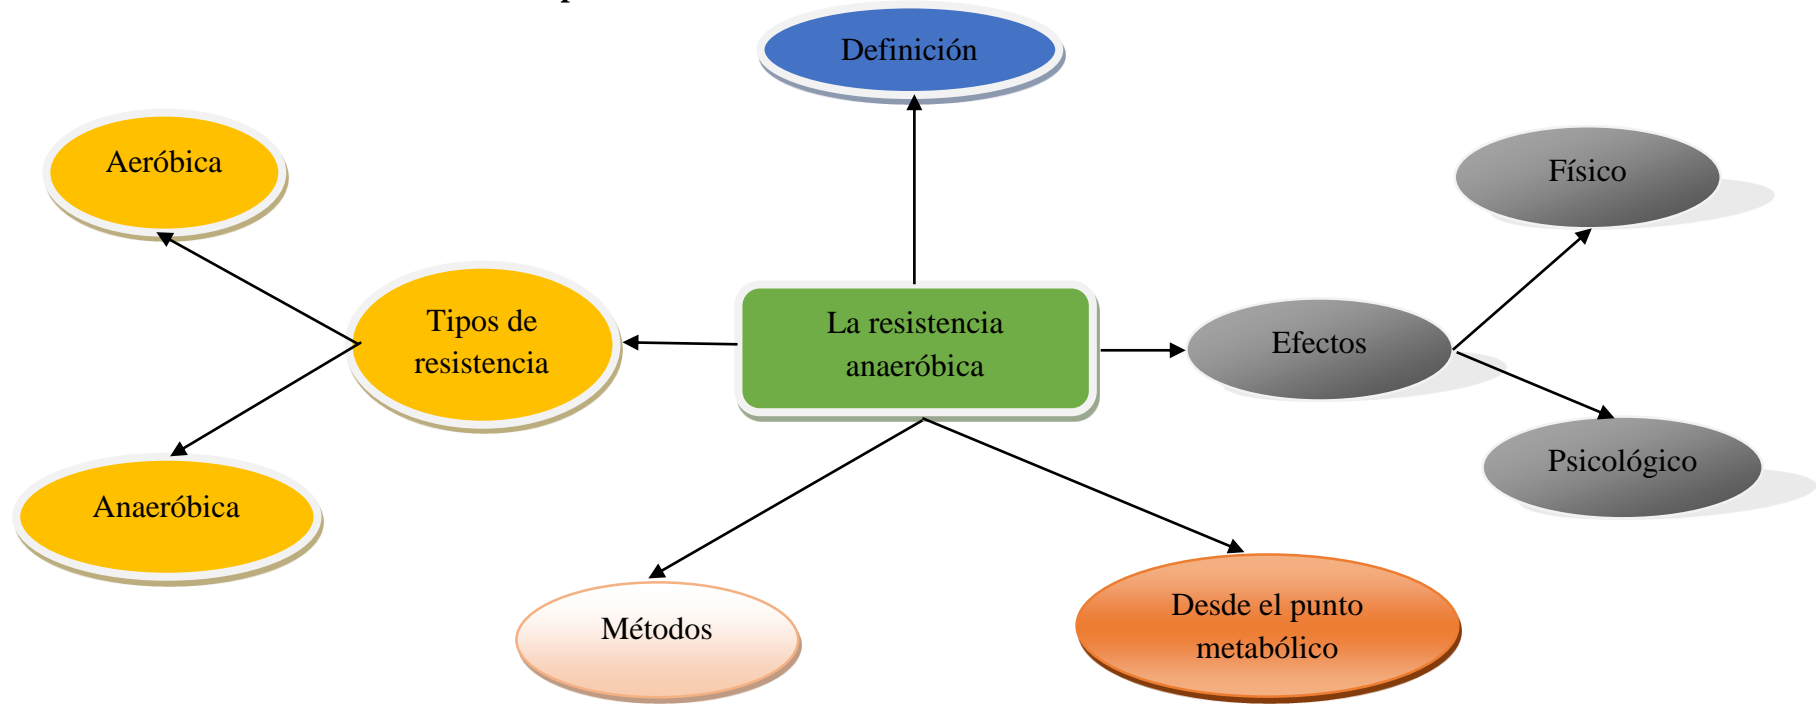 Definición
Aeróbica
Físico
Tipos de
resistencia
La resistencia
anaeróbica
Efectos
Anaeróbica
Psicológico
Métodos
Desde el punto
metabólico